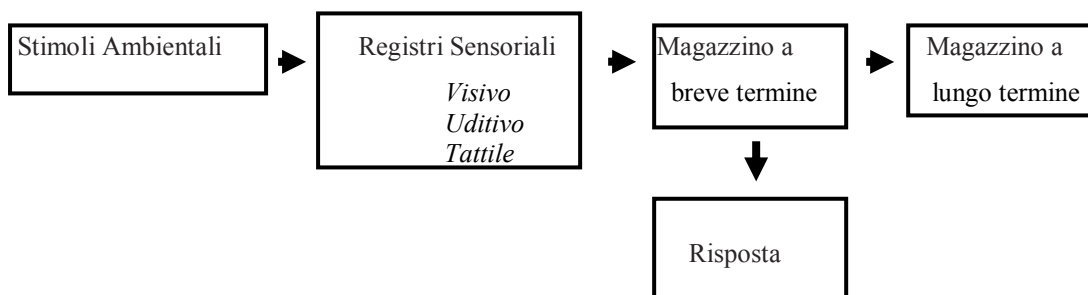 Stimoli Ambientali
Registri Sensoriali
Visivo
Uditivo
Tattile
Magazzino a
breve termine
Magazzino a
lungo termine
Risposta